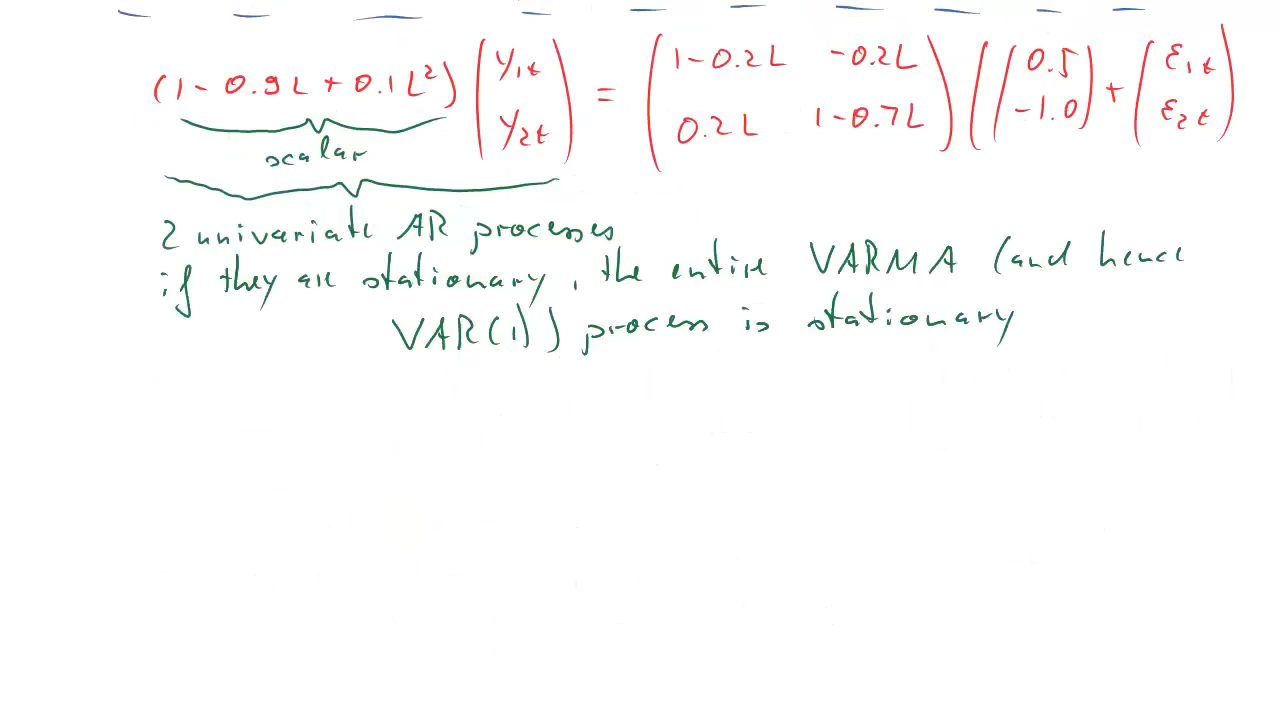 (1 - 0.9L + 0.1L²) (y₁t y₂t) = (1-0.2L -0.2L 0.2L 1-0.7L) ((0.5 -1.0) + (ε₁t ε₂t)
scalar
2 univariate AR processes
if they are stationary, the entire VARMA (and hence
VAR(1)) process is stationary